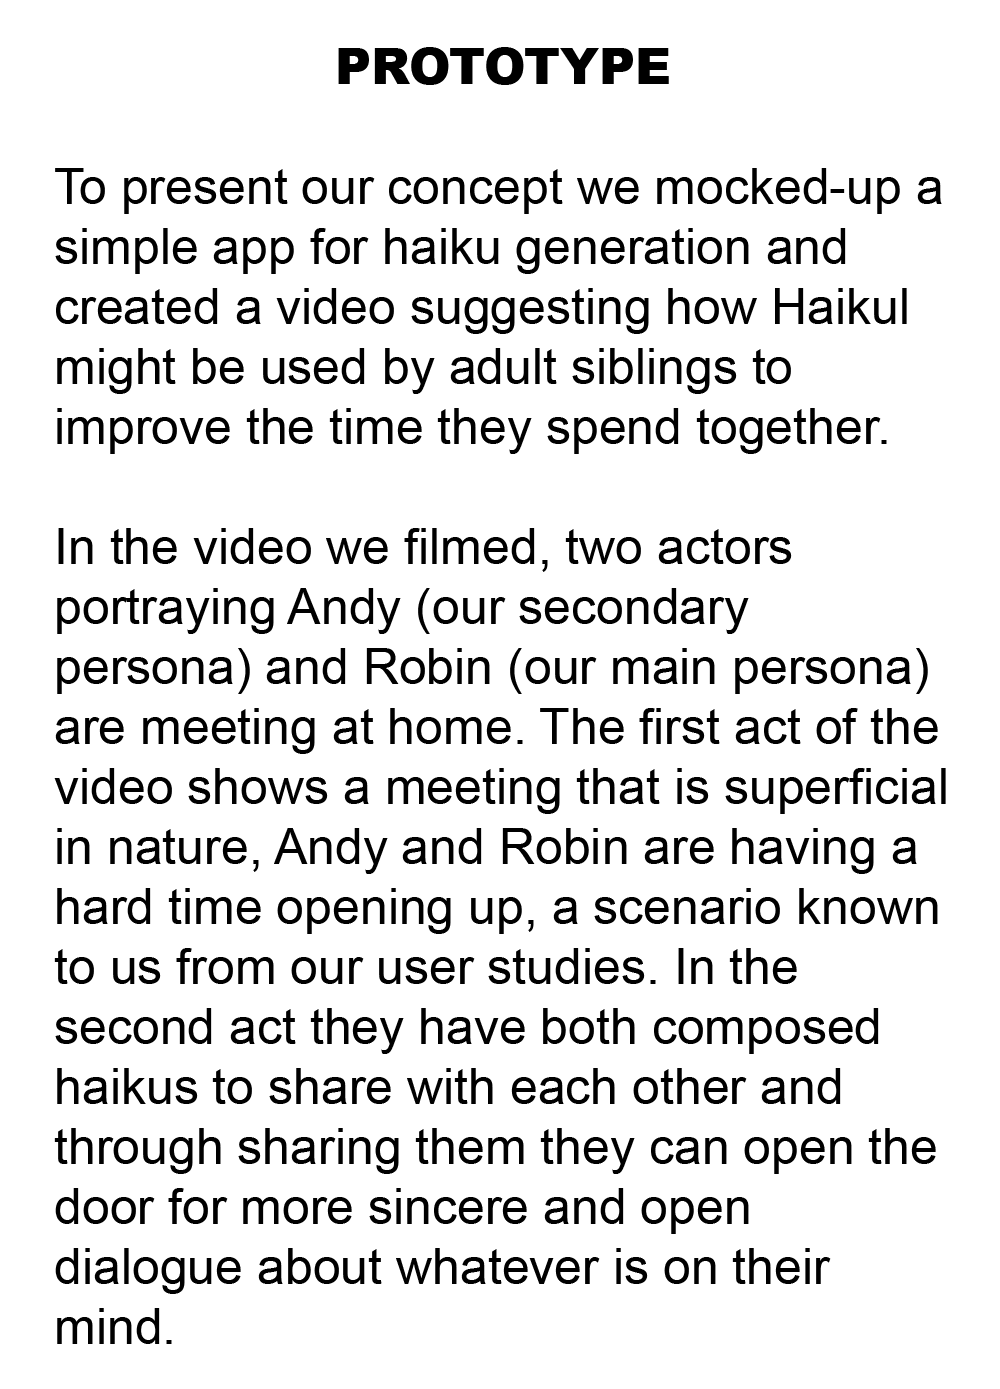 PROTOTYPE
To present our concept we mocked-up a
simple app for haiku generation and
created a video suggesting how Haikul
might be used by adult siblings to
improve the time they spend together.
In the video we filmed, two actors
portraying Andy (our secondary
persona) and Robin (our main persona)
are meeting at home. The first act of the
video shows a meeting that is superficial
in nature, Andy and Robin are having a
hard time opening up, a scenario known
to us from our user studies. In the
second act they have both composed
haikus to share with each other and
through sharing them they can open the
door for more sincere and open
dialogue about whatever is on their
mind.